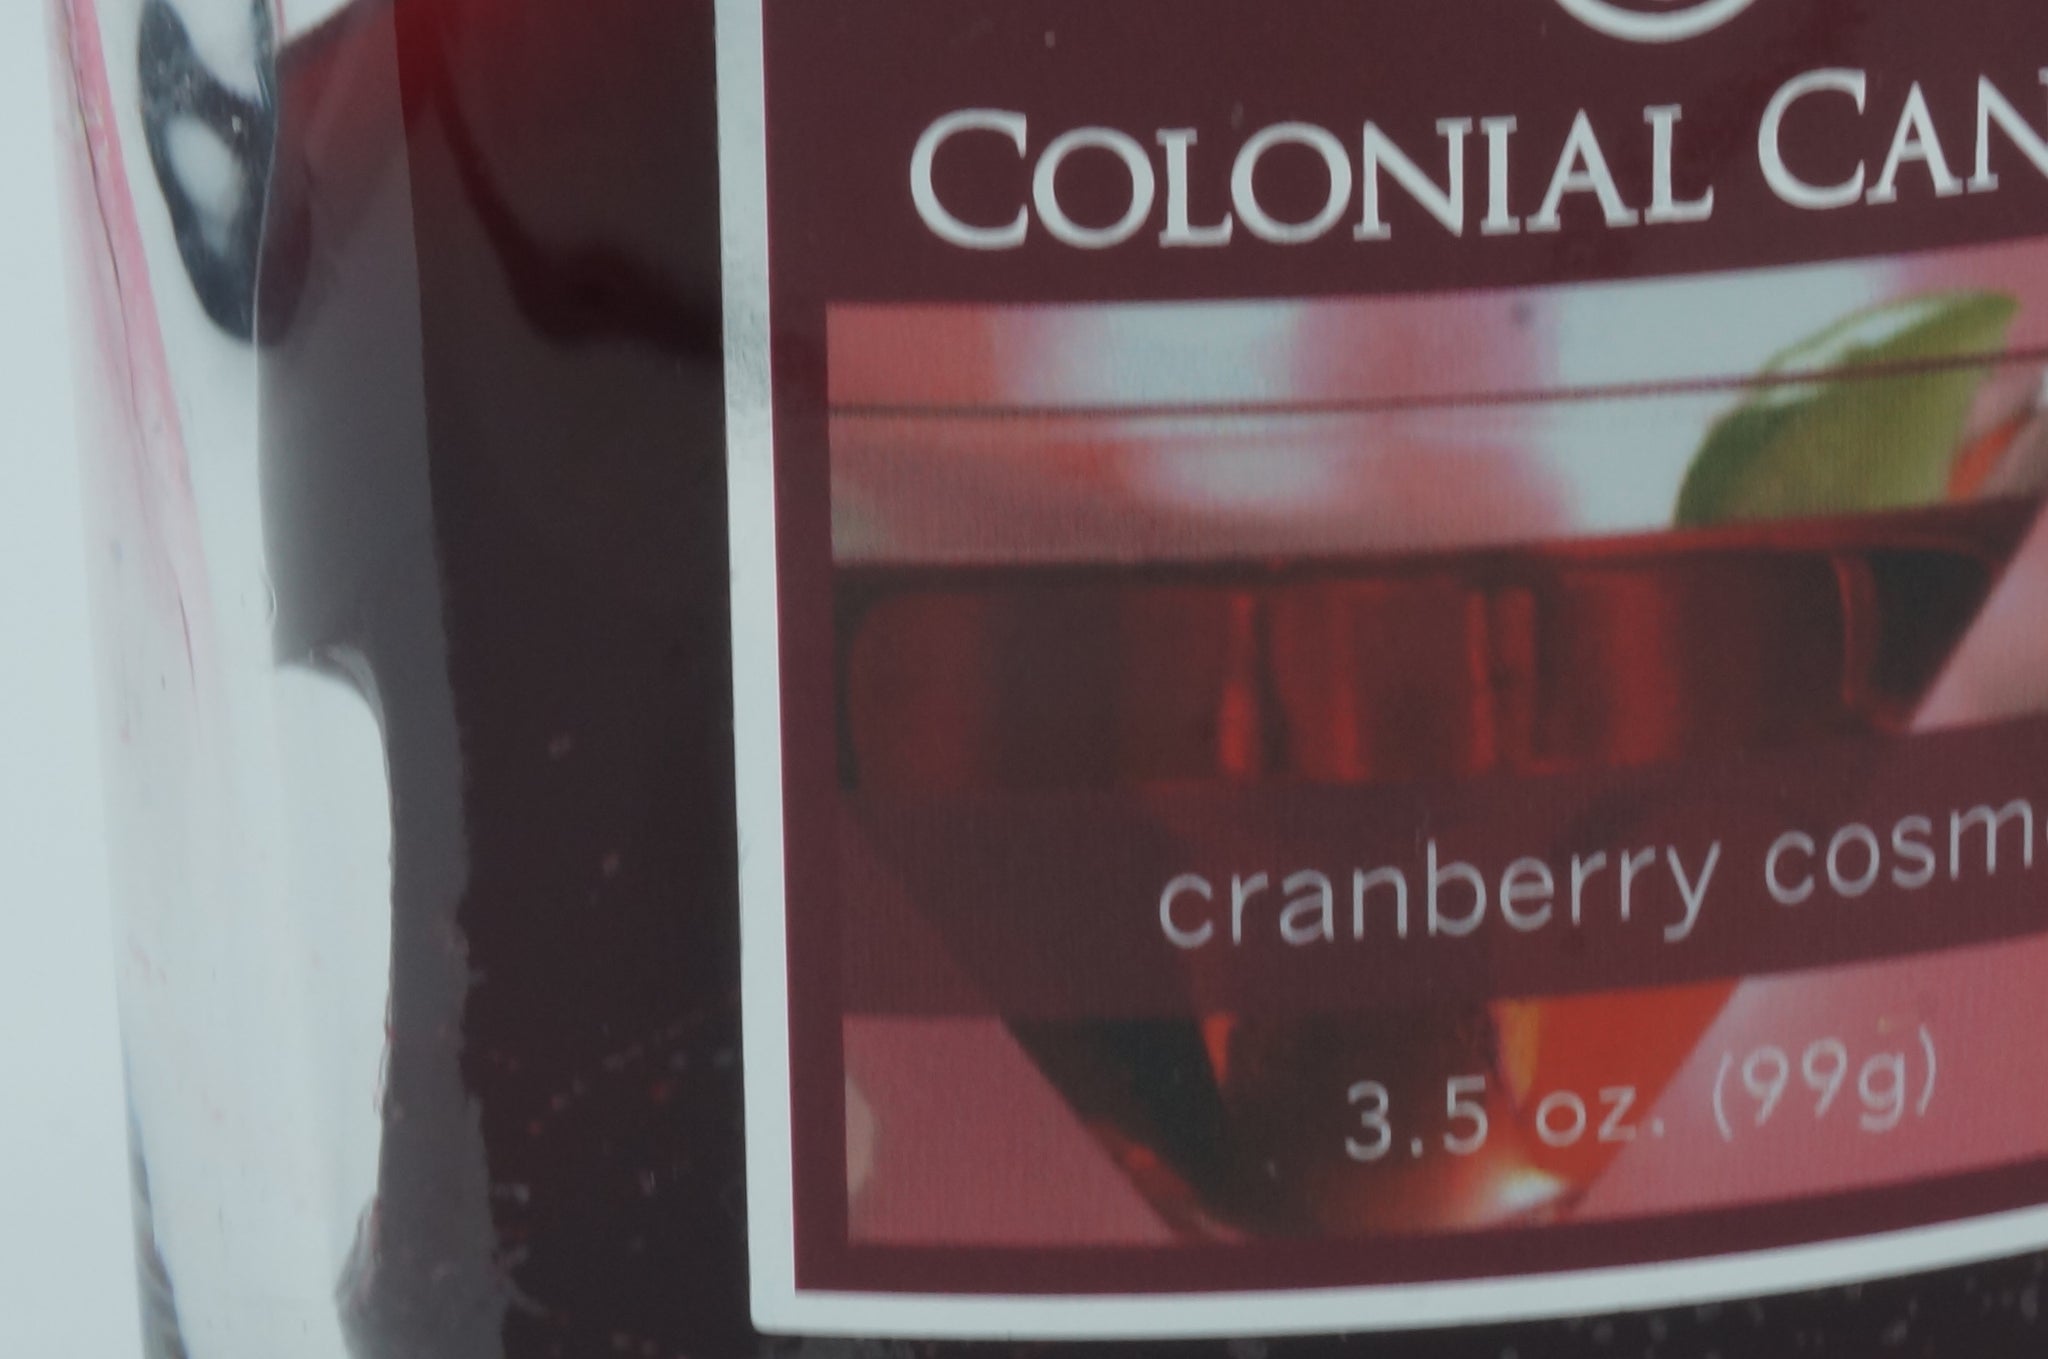 COLONIAL CAN
cranberry cosm
3.5 oz. (99g)